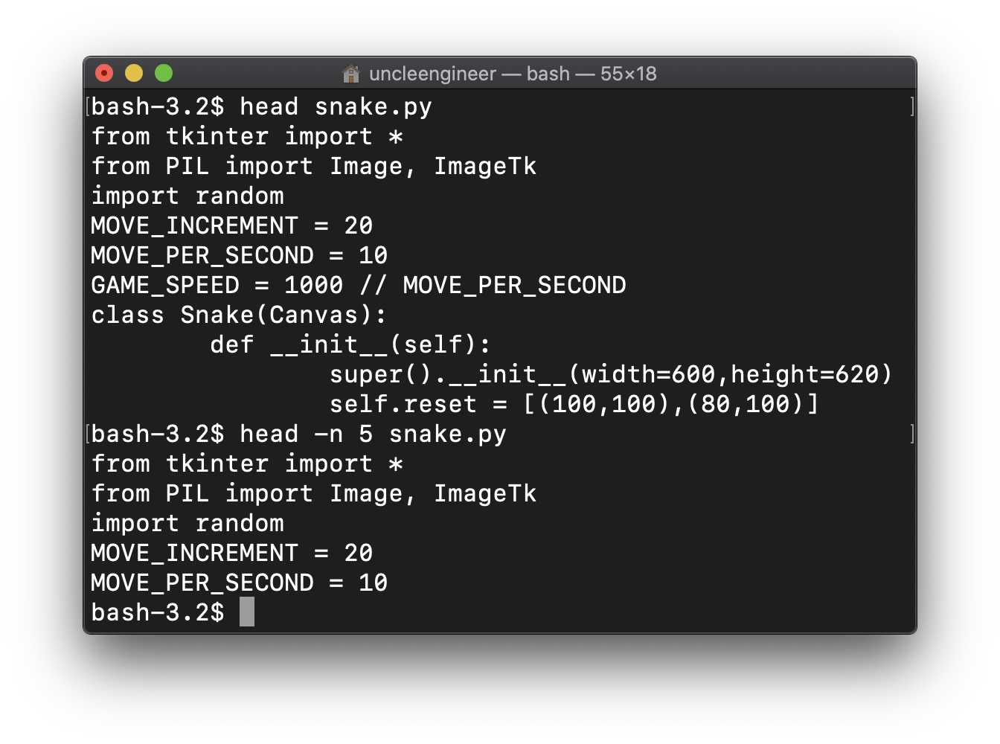 uncleengineer — bash — 55×18
[bash-3.2$ head snake.py ]
from tkinter import *
from PIL import Image, ImageTk
import random
MOVE_INCREMENT = 20
MOVE_PER_SECOND = 10
GAME_SPEED = 1000 // MOVE_PER_SECOND
class Snake(Canvas):
        def __init__(self):
                super().__init__(width=600,height=620)
                self.reset = [(100,100),(80,100)]
[bash-3.2$ head -n 5 snake.py ]
from tkinter import *
from PIL import Image, ImageTk
import random
MOVE_INCREMENT = 20
MOVE_PER_SECOND = 10
bash-3.2$